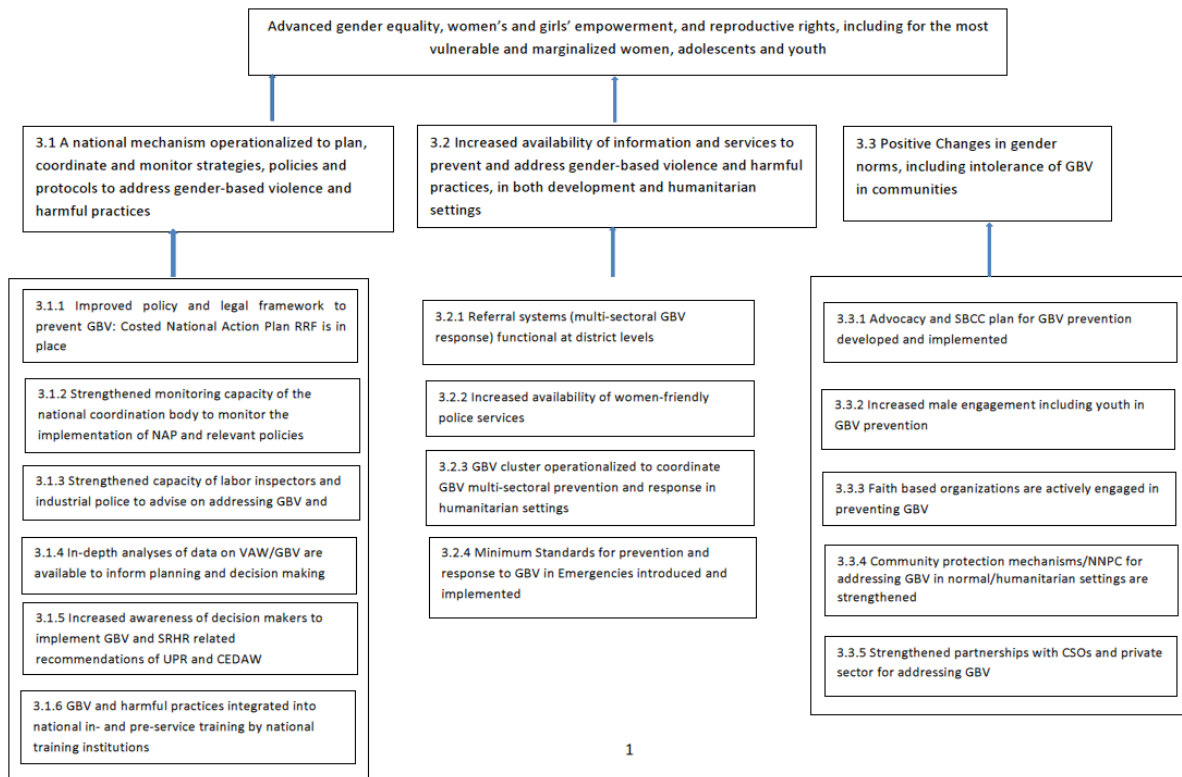 Advanced gender equality, women's and girls' empowerment, and reproductive rights, including for the most
vulnerable and marginalized women, adolescents and youth
3.1 A national mechanism operationalized to plan,
coordinate and monitor strategies, policies and
protocols to address gender-based violence and
harmful practices
3.2 Increased availability of information and services to
prevent and address gender-based violence and harmful
practices, in both development and humanitarian
settings
3.3 Positive Changes in gender
norms, including intolerance of GBV
in communities
3.1.1 Improved policy and legal framework to
prevent GBV: Costed National Action Plan RRF is in
place
3.1.2 Strengthened monitoring capacity of the
national coordination body to monitor the
implementation of NAP and relevant policies
3.1.3 Strengthened capacity of labor inspectors and
industrial police to advise on addressing GBV and
3.1.4 In-depth analyses of data on VAW/GBV are
available to inform planning and decision making
3.1.5 Increased awareness of decision makers to
implement GBV and SRHR related
recommendations of UPR and CEDAW
3.1.6 GBV and harmful practices integrated into
national in- and pre-service training by national
training institutions
3.2.1 Referral systems (multi-sectoral GBV
response) functional at district levels
3.2.2 Increased availability of women-friendly
police services
3.2.3 GBV cluster operationalized to coordinate
GBV multi-sectoral prevention and response in
humanitarian settings
3.2.4 Minimum Standards for prevention and
response to GBV in Emergencies introduced and
implemented
3.3.1 Advocacy and SBCC plan for GBV prevention
developed and implemented
3.3.2 Increased male engagement including youth in
GBV prevention
3.3.3 Faith based organizations are actively engaged in
preventing GBV
3.3.4 Community protection mechanisms/NNPC for
addressing GBV in normal/humanitarian settings are
strengthened
3.3.5 Strengthened partnerships with CSOs and private
sector for addressing GBV
1